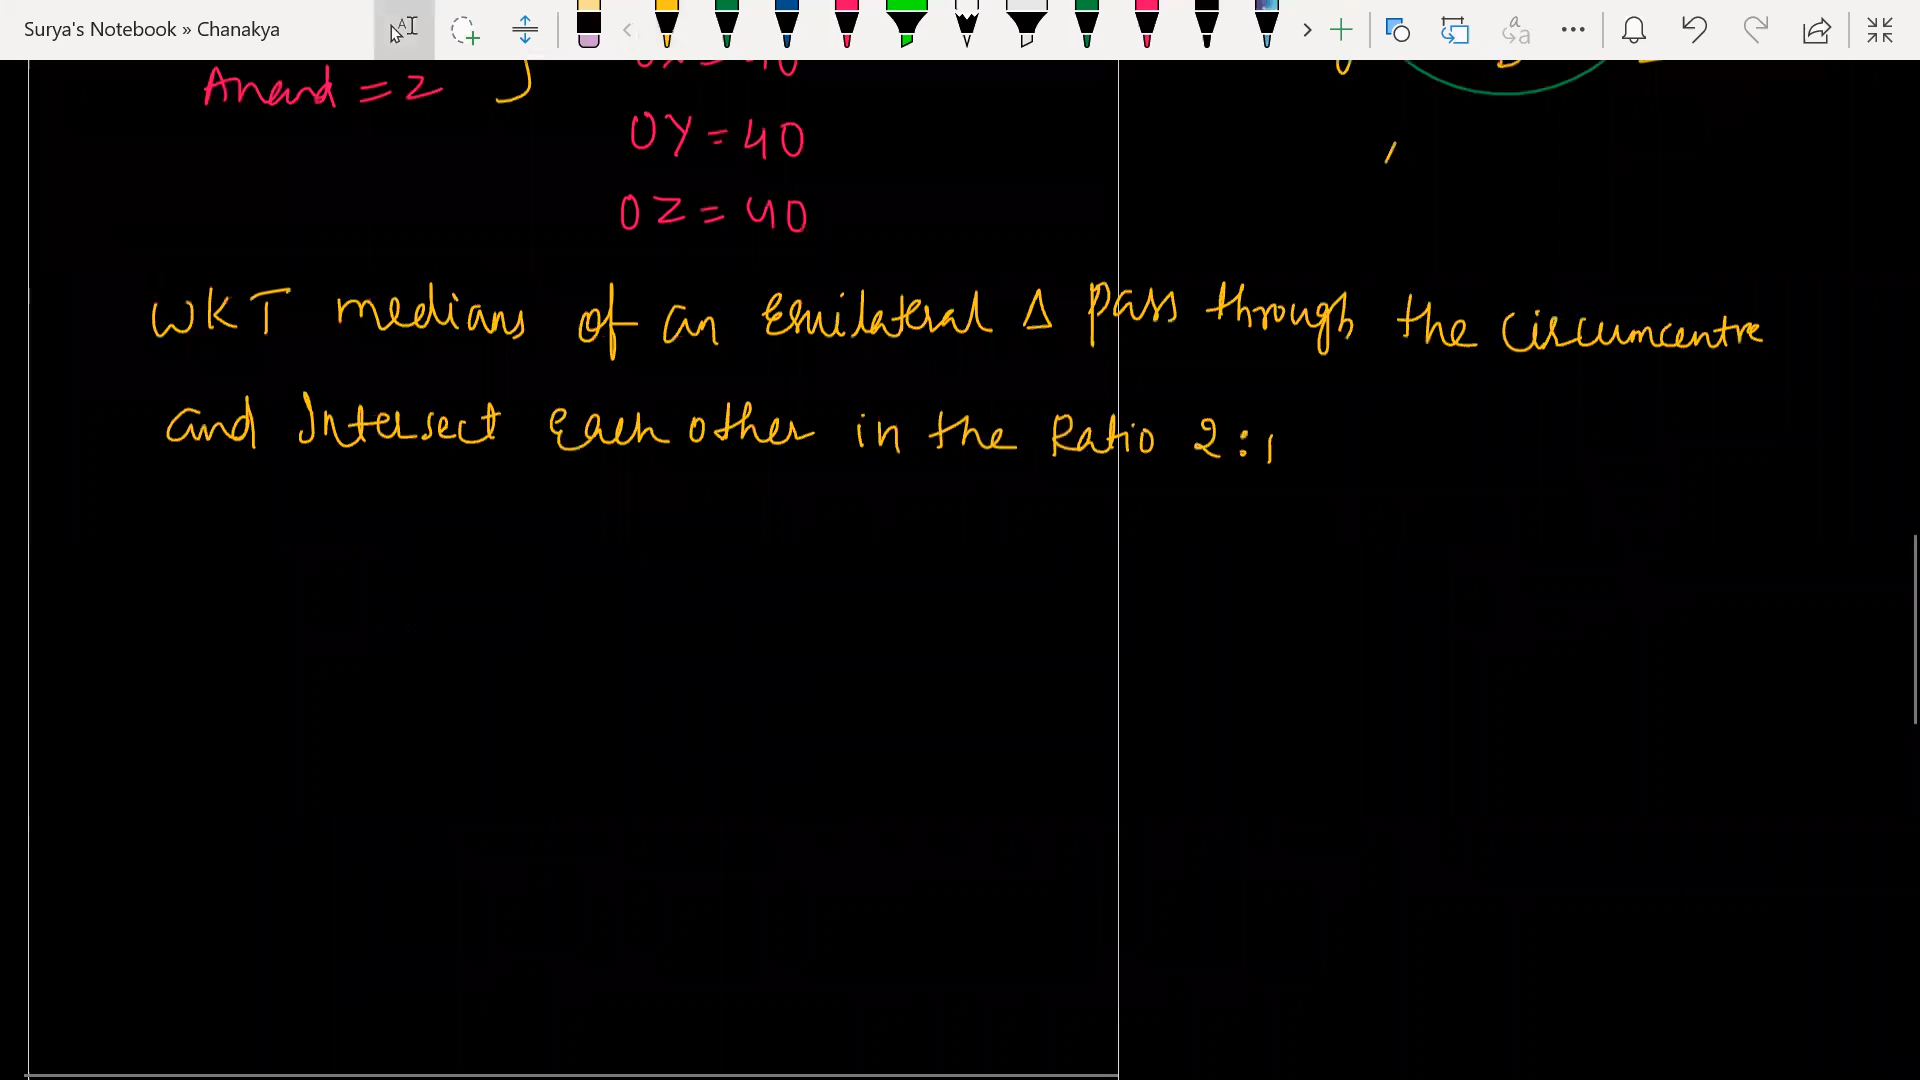 Surya's Notebook » Chanakya
Anand = z
OY = 40
OZ = 40
WKT medians of an Equilateral Δ pass through the Circumcentre
and Intersect Each other in the Ratio 2:1